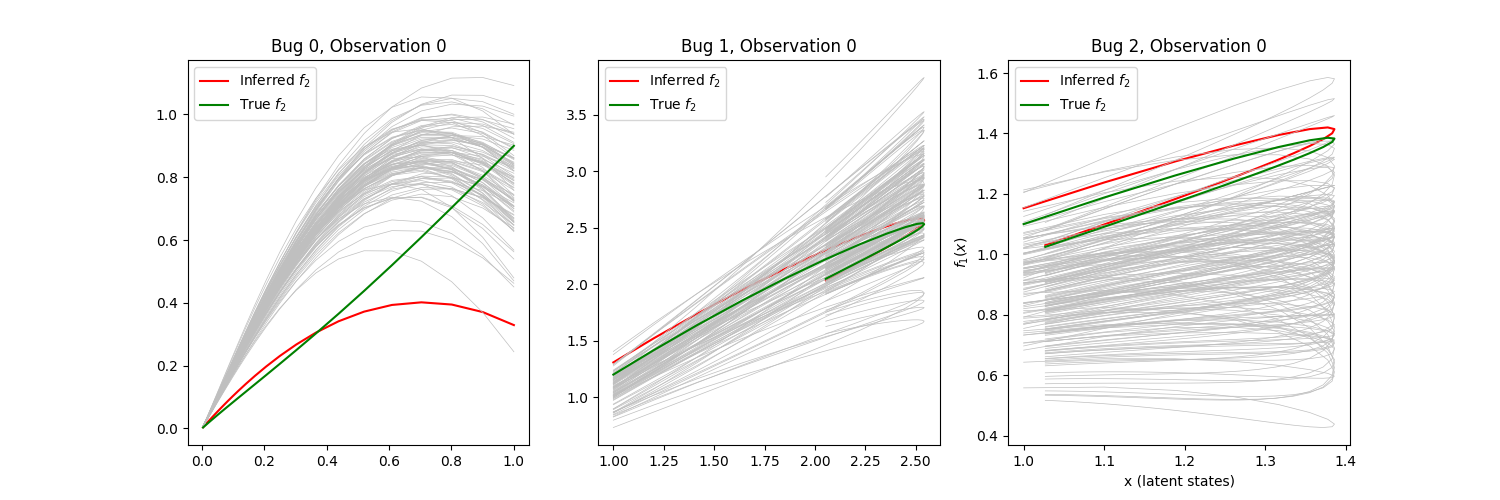 Bug 0, Observation 0
Inferred f₂
True f₂
1.0
0.8
0.6
0.4
0.2
0.0
0.0 0.2 0.4 0.6 0.8 1.0
Bug 1, Observation 0
Inferred f₂
True f₂
3.5
3.0
2.5
2.0
1.5
1.0
1.00 1.25 1.50 1.75 2.00 2.25 2.50
Bug 2, Observation 0
Inferred f₂
True f₂
1.6
1.4
1.2
1.0
0.8
0.6
0.4
f₁(x)
1.0 1.1 1.2 1.3 1.4
x (latent states)